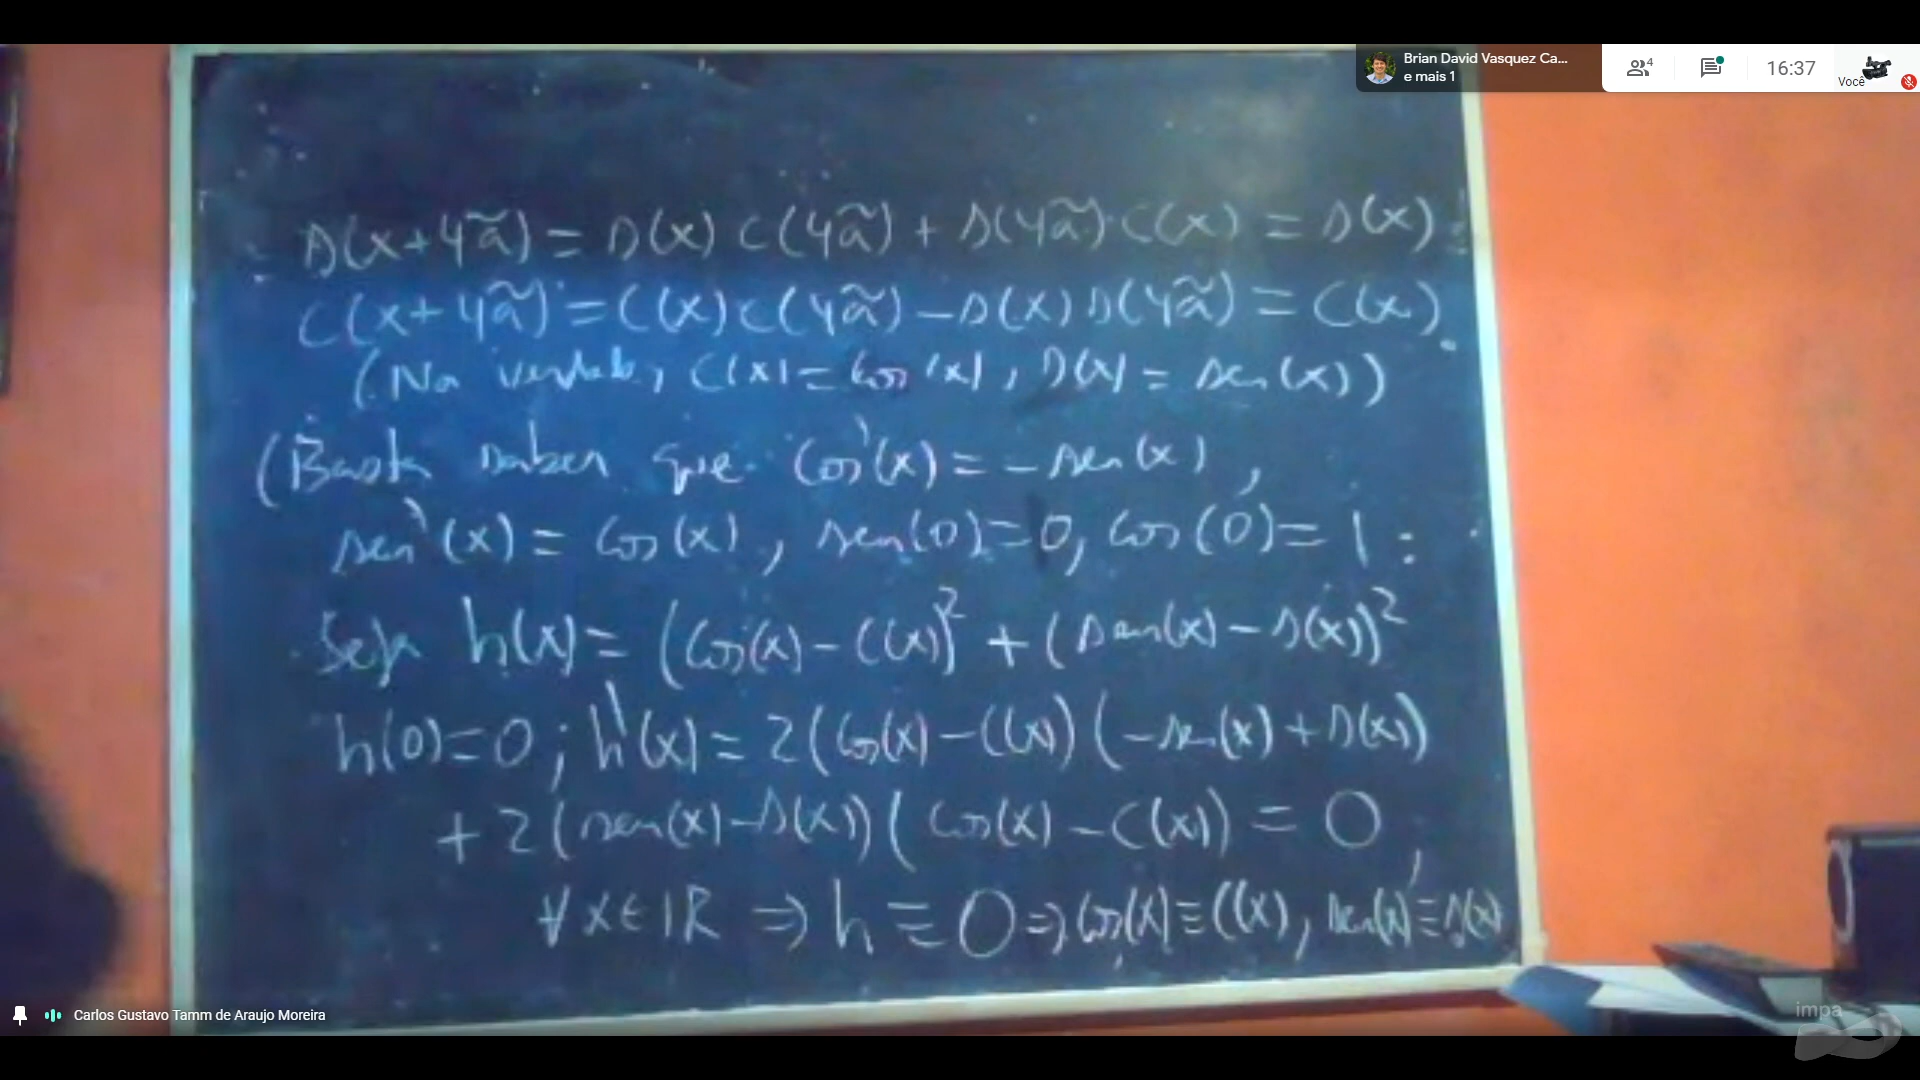 Brian David Vasquez Ca...
e mais 1
4
16:37
Você
s(x+4ã) = s(x) c(4ã) + s(4ã)·c(x) = s(x)
c(x+4ã) = c(x) c(4ã) − s(x) s(4ã) = c(x).
(Na verdade, c(x) = cos(x), s(x) = sen(x))
(Basta saber que cos'(x) = −sen(x),
sen'(x) = cos(x), sen(0)=0, cos(0)=1:
Seja h(x) = (cos(x) − c(x))² + (sen(x) − s(x))²
h(0)=0; h'(x) = 2(cos(x) − c(x))(−sen(x) + s(x))
+ 2(sen(x) − s(x))(cos(x) − c(x)) = 0,
∀ x ∈ ℝ ⇒ h ≡ 0 ⇒ cos(x) ≡ c(x), sen(x) ≡ s(x)
Carlos Gustavo Tamm de Araujo Moreira
impa